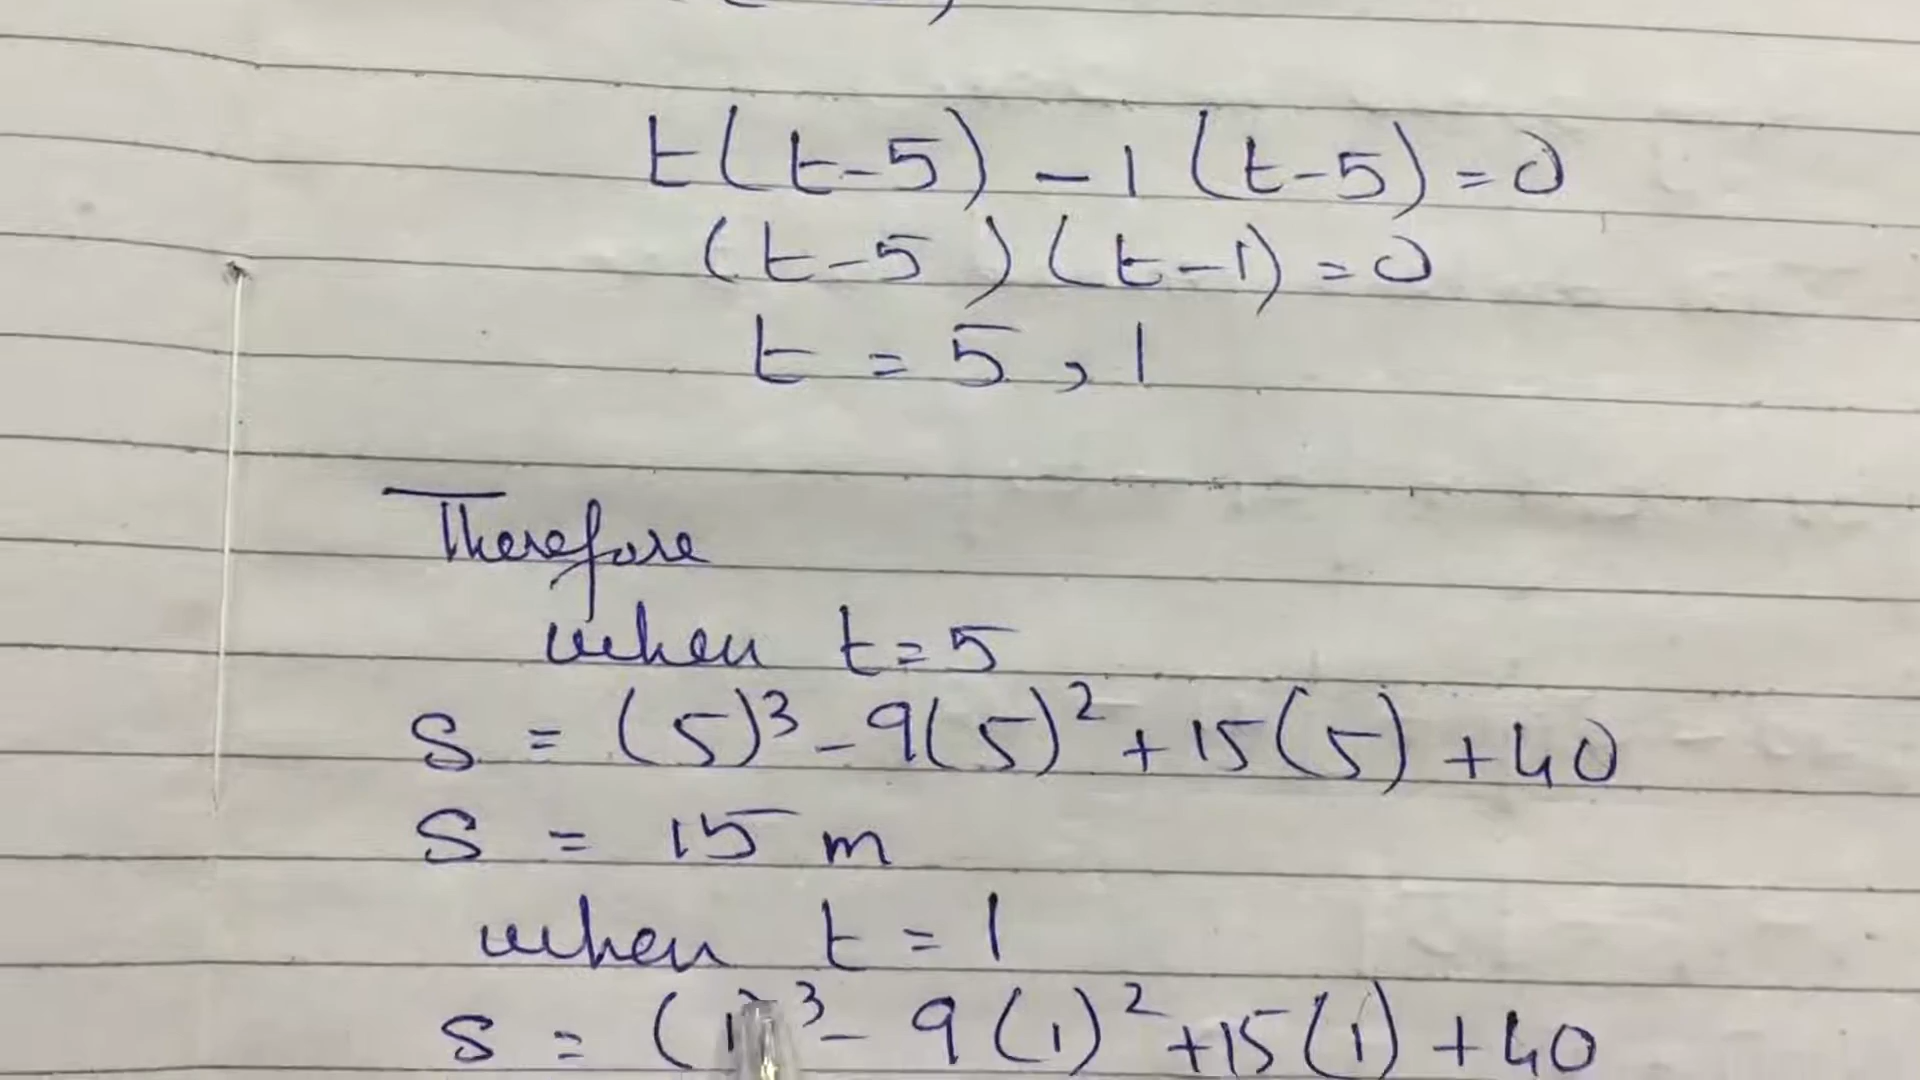 t(t-5) - 1(t-5) = 0
(t-5)(t-1) = 0
t = 5, 1
Therefore
when t = 5
S = (5)³ - 9(5)² + 15(5) + 40
S = 15 m
when t = 1
S = (1)³ - 9(1)² + 15(1) + 40